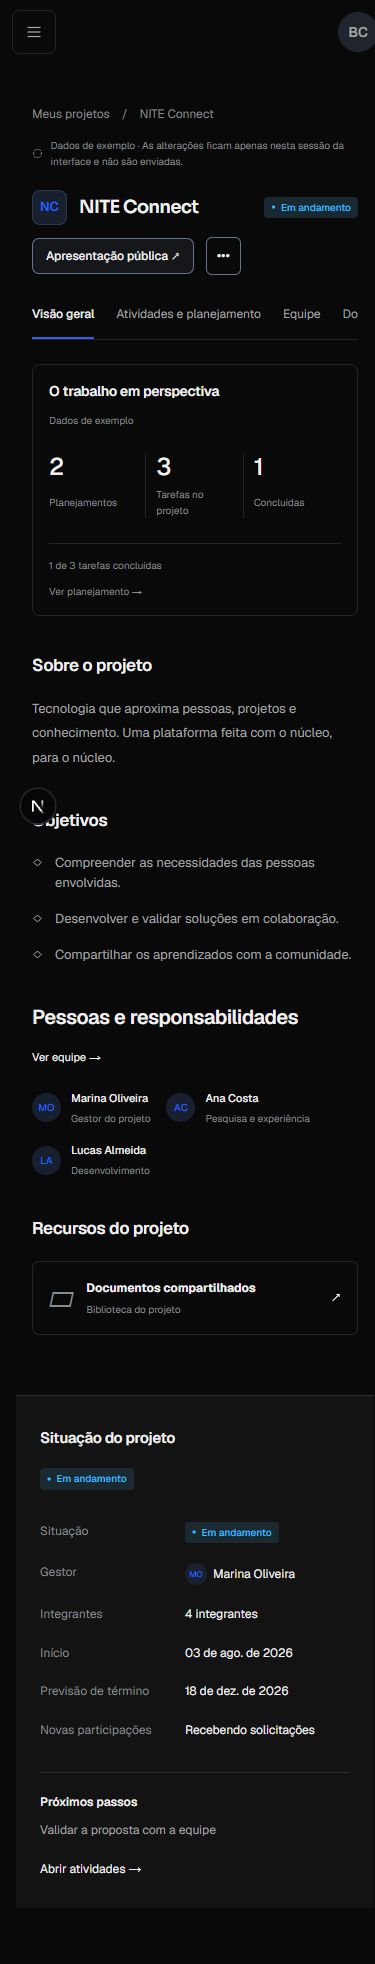 BC
Meus projetos / NITE Connect
Dados de exemplo · As alterações ficam apenas nesta sessão da
interface e não são enviadas.
NC NITE Connect • Em andamento
Apresentação pública ↗ •••
Visão geral Atividades e planejamento Equipe Do
O trabalho em perspectiva
Dados de exemplo
2 3 1
Planejamentos Tarefas no projeto Concluídas
1 de 3 tarefas concluídas
Ver planejamento →
Sobre o projeto
Tecnologia que aproxima pessoas, projetos e
conhecimento. Uma plataforma feita com o núcleo,
para o núcleo.
N
Objetivos
Compreender as necessidades das pessoas
envolvidas.
Desenvolver e validar soluções em colaboração.
Compartilhar os aprendizados com a comunidade.
Pessoas e responsabilidades
Ver equipe →
MO Marina Oliveira AC Ana Costa
Gestor do projeto Pesquisa e experiência
LA Lucas Almeida
Desenvolvimento
Recursos do projeto
Documentos compartilhados ↗
Biblioteca do projeto
Situação do projeto
• Em andamento
Situação • Em andamento
Gestor MO Marina Oliveira
Integrantes 4 integrantes
Início 03 de ago. de 2026
Previsão de término 18 de dez. de 2026
Novas participações Recebendo solicitações
Próximos passos
Validar a proposta com a equipe
Abrir atividades →